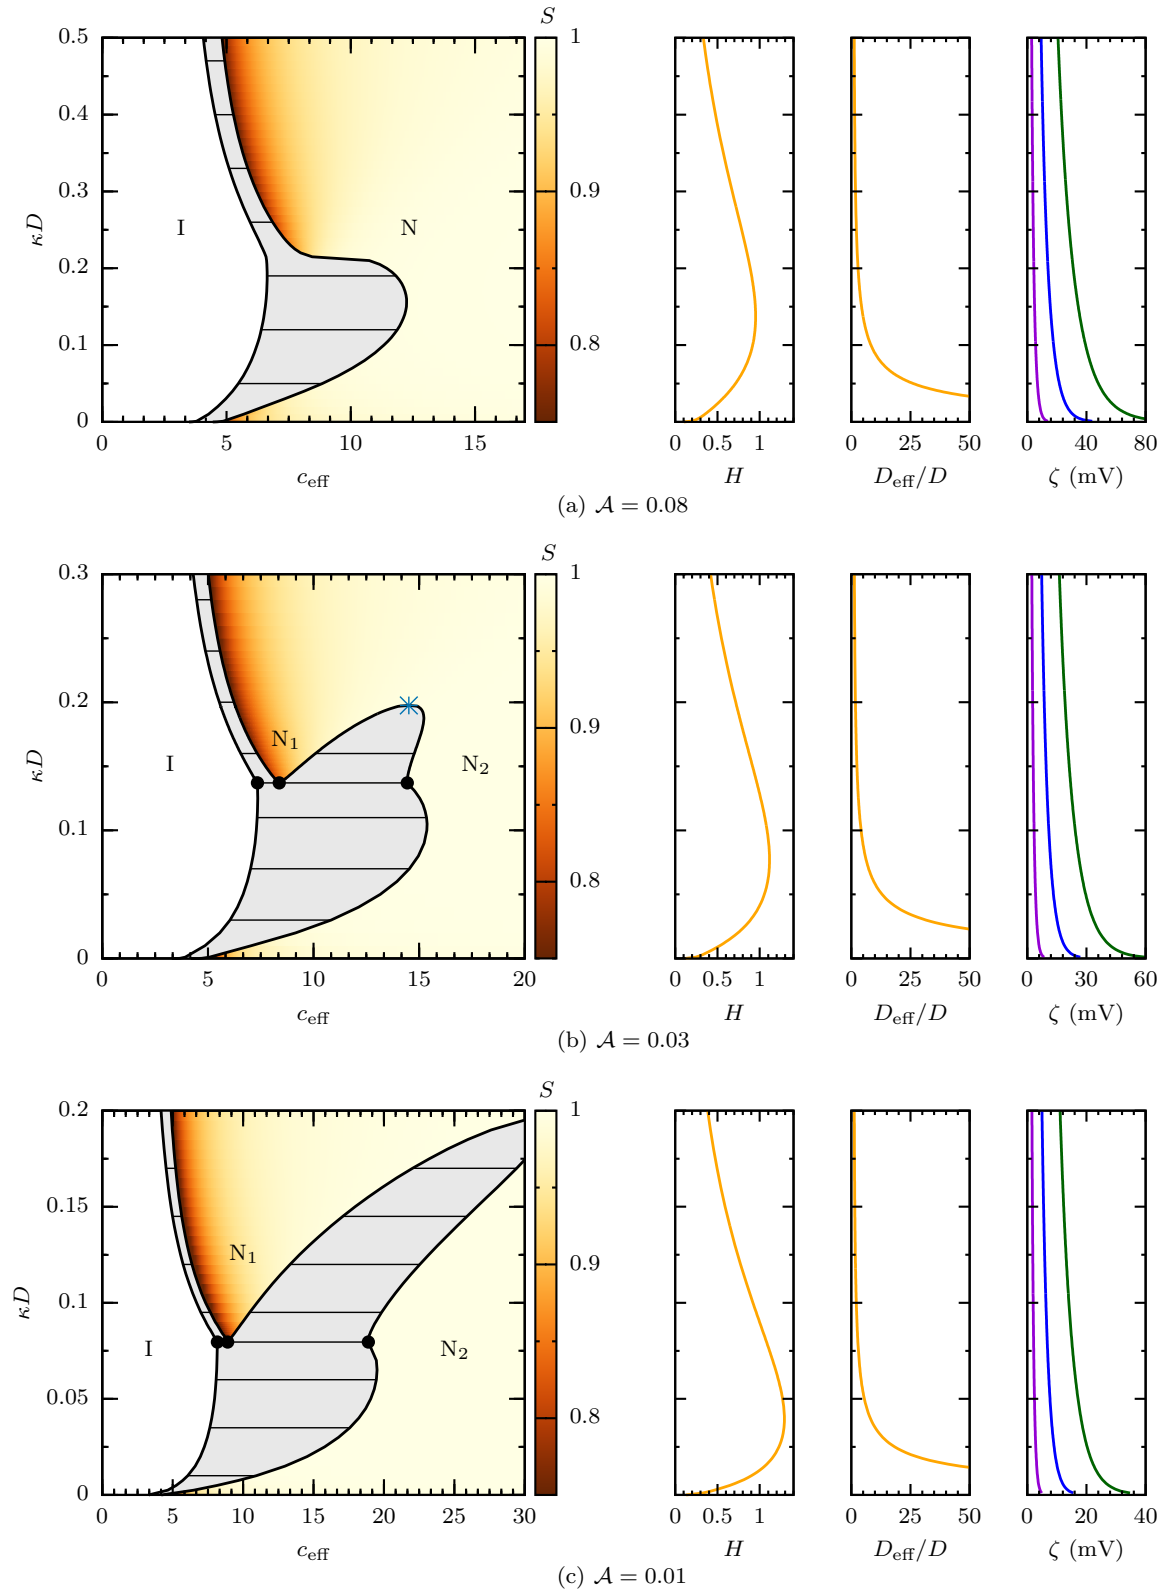 S
0.5
0.4
0.3
0.2
0.1
0
κD
I
N
0 5 10 15
c_eff
1
0.9
0.8
0 0.5 1
H
0 25 50
D_eff/D
0 40 80
ζ (mV)
(a) 𝒜 = 0.08
S
0.3
0.2
0.1
0
κD
I
N₁
N₂
0 5 10 15 20
c_eff
1
0.9
0.8
0 0.5 1
H
0 25 50
D_eff/D
0 30 60
ζ (mV)
(b) 𝒜 = 0.03
S
0.2
0.15
0.1
0.05
0
κD
I
N₁
N₂
0 5 10 15 20 25 30
c_eff
1
0.9
0.8
0 0.5 1
H
0 25 50
D_eff/D
0 20 40
ζ (mV)
(c) 𝒜 = 0.01